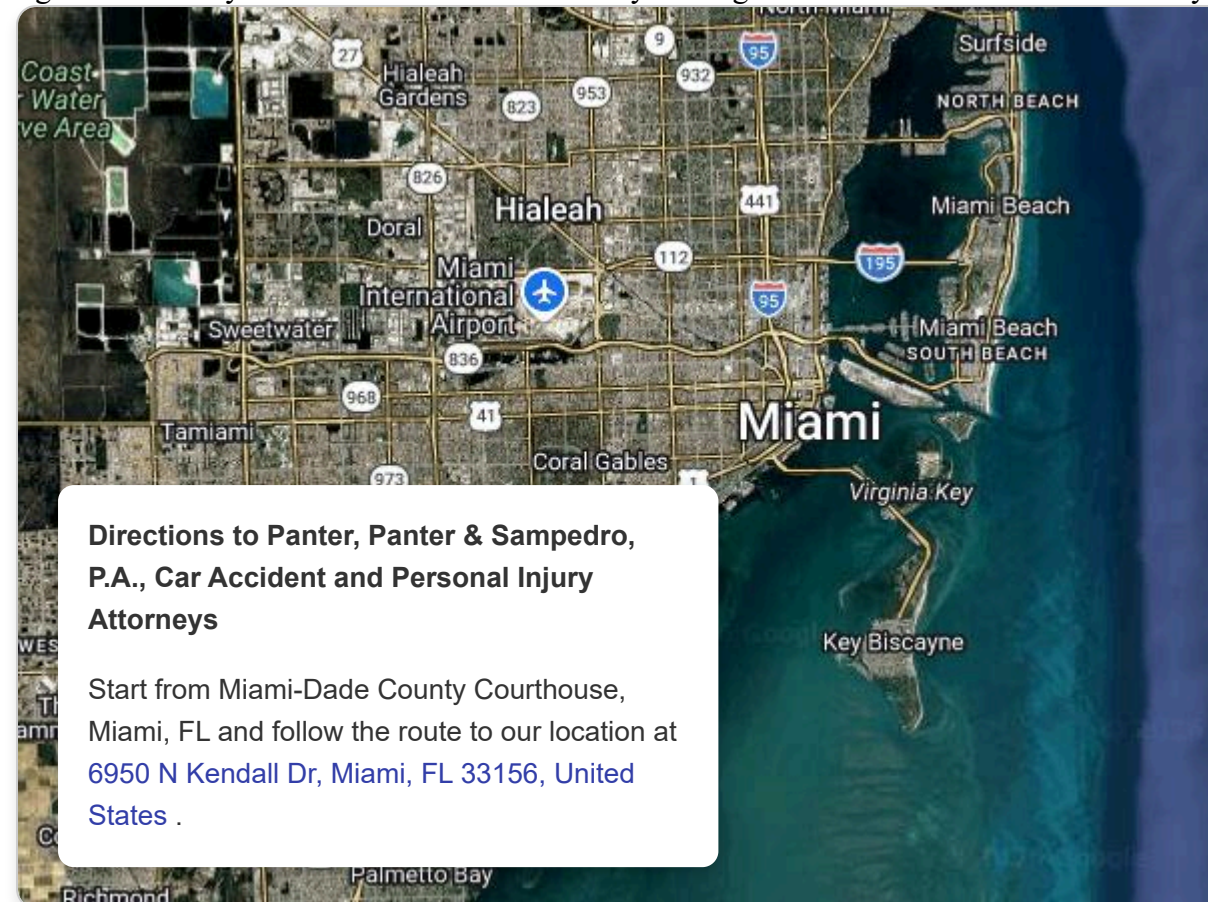 North Miami
Surfside
9
95
27
Coast
Water
ve Area
Hialeah
Gardens
932
953
823
NORTH BEACH
826
441
Hialeah
Miami Beach
Doral
112
195
Miami
International
Airport
95
Sweetwater
Miami Beach
SOUTH BEACH
836
968
41
Miami
Tamiami
Coral Gables
973
1
Virginia Key
Directions to Panter, Panter & Sampedro,
P.A., Car Accident and Personal Injury
Attorneys
WES
Key Biscayne
Start from Miami-Dade County Courthouse,
Miami, FL and follow the route to our location at
6950 N Kendall Dr, Miami, FL 33156, United
States .
Palmetto Bay
Richmond